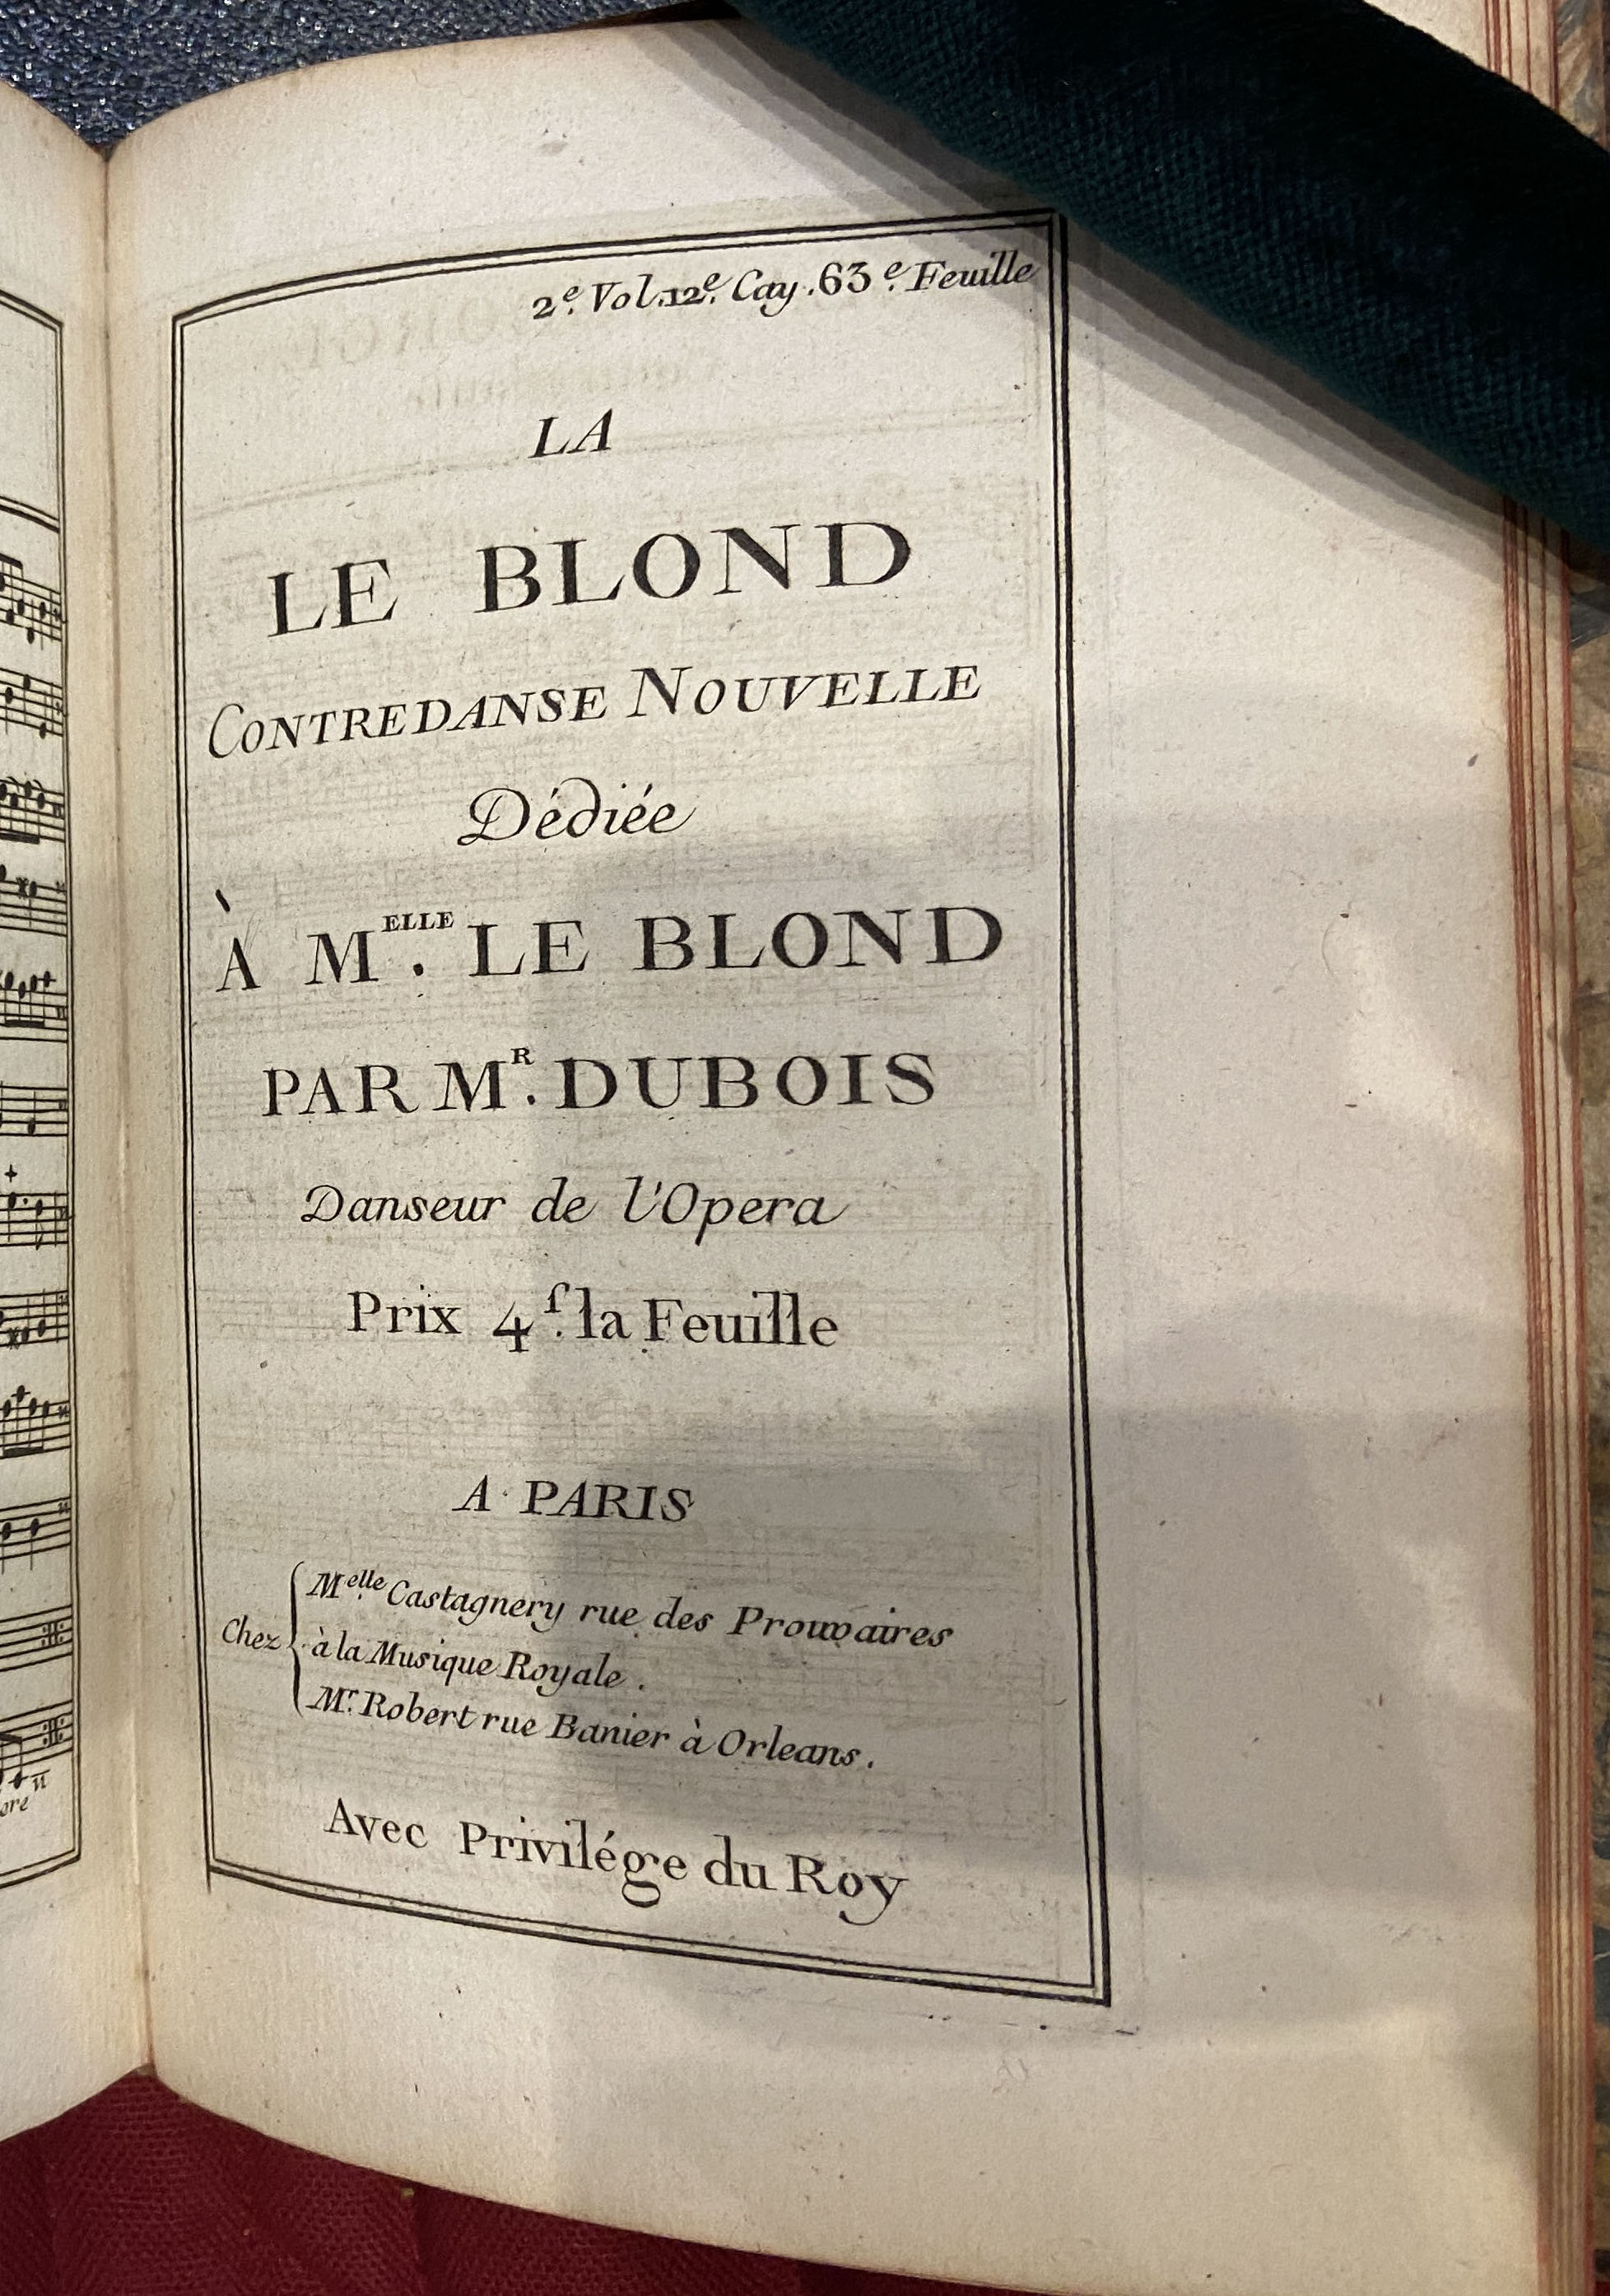 2e. Vol. 12e. Cay. 63e. Feuille
LA
LE BLOND
CONTREDANSE NOUVELLE
Dédiée
À MELLE. LE BLOND
PAR MR. DUBOIS
Danseur de l'Opera
Prix 4ſ. la Feuille
A PARIS
Chez
Melle. Castagnery rue des Prouvaires
à la Musique Royale.
Mr. Robert rue Banier à Orleans.
Avec Privilége du Roy